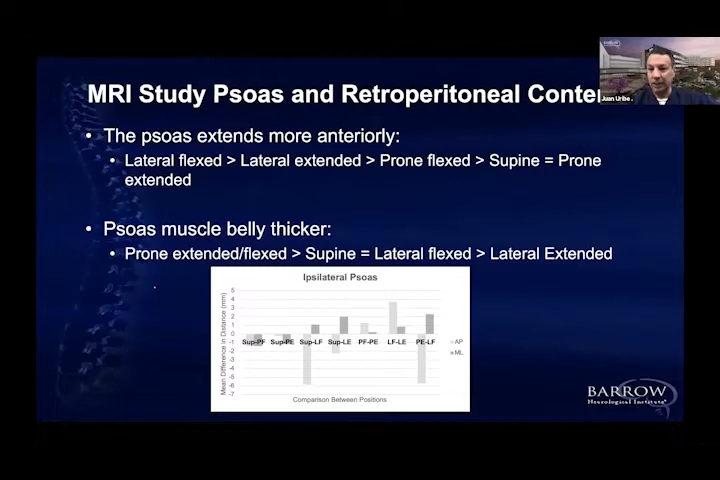 MRI Study Psoas and Retroperitoneal Conte
Juan Uribe
• The psoas extends more anteriorly:
• Lateral flexed > Lateral extended > Prone flexed > Supine = Prone
extended
• Psoas muscle belly thicker:
• Prone extended/flexed > Supine = Lateral flexed > Lateral Extended
Ipsilateral Psoas
Mean Difference in Distance (mm)
5
4
3
2
1
0
-1
-2
-3
-4
-5
-6
-7
Sup-PF Sup-PE Sup-LF Sup-LE PF-PE LF-LE PE-LF
AP
ML
Comparison Between Positions
BARROW
Neurological Institute®